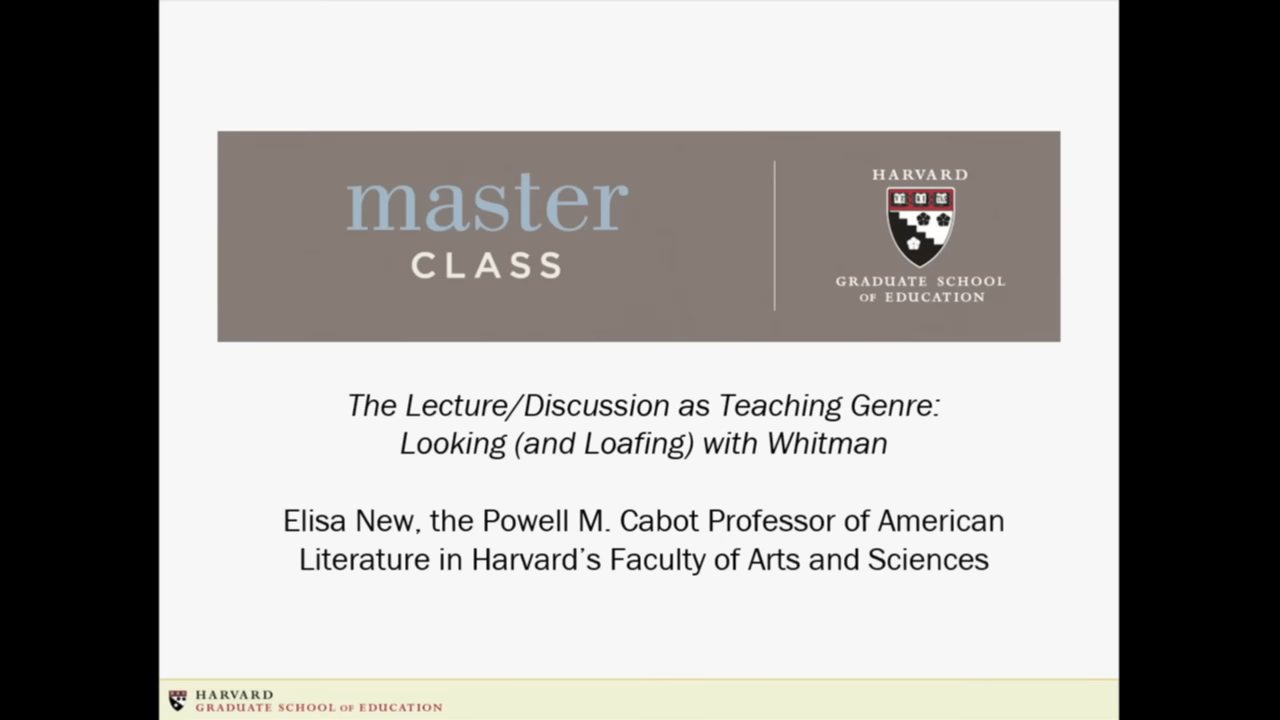 master
CLASS
HARVARD
GRADUATE SCHOOL
OF EDUCATION
The Lecture/Discussion as Teaching Genre:
Looking (and Loafing) with Whitman
Elisa New, the Powell M. Cabot Professor of American
Literature in Harvard’s Faculty of Arts and Sciences
HARVARD
GRADUATE SCHOOL OF EDUCATION